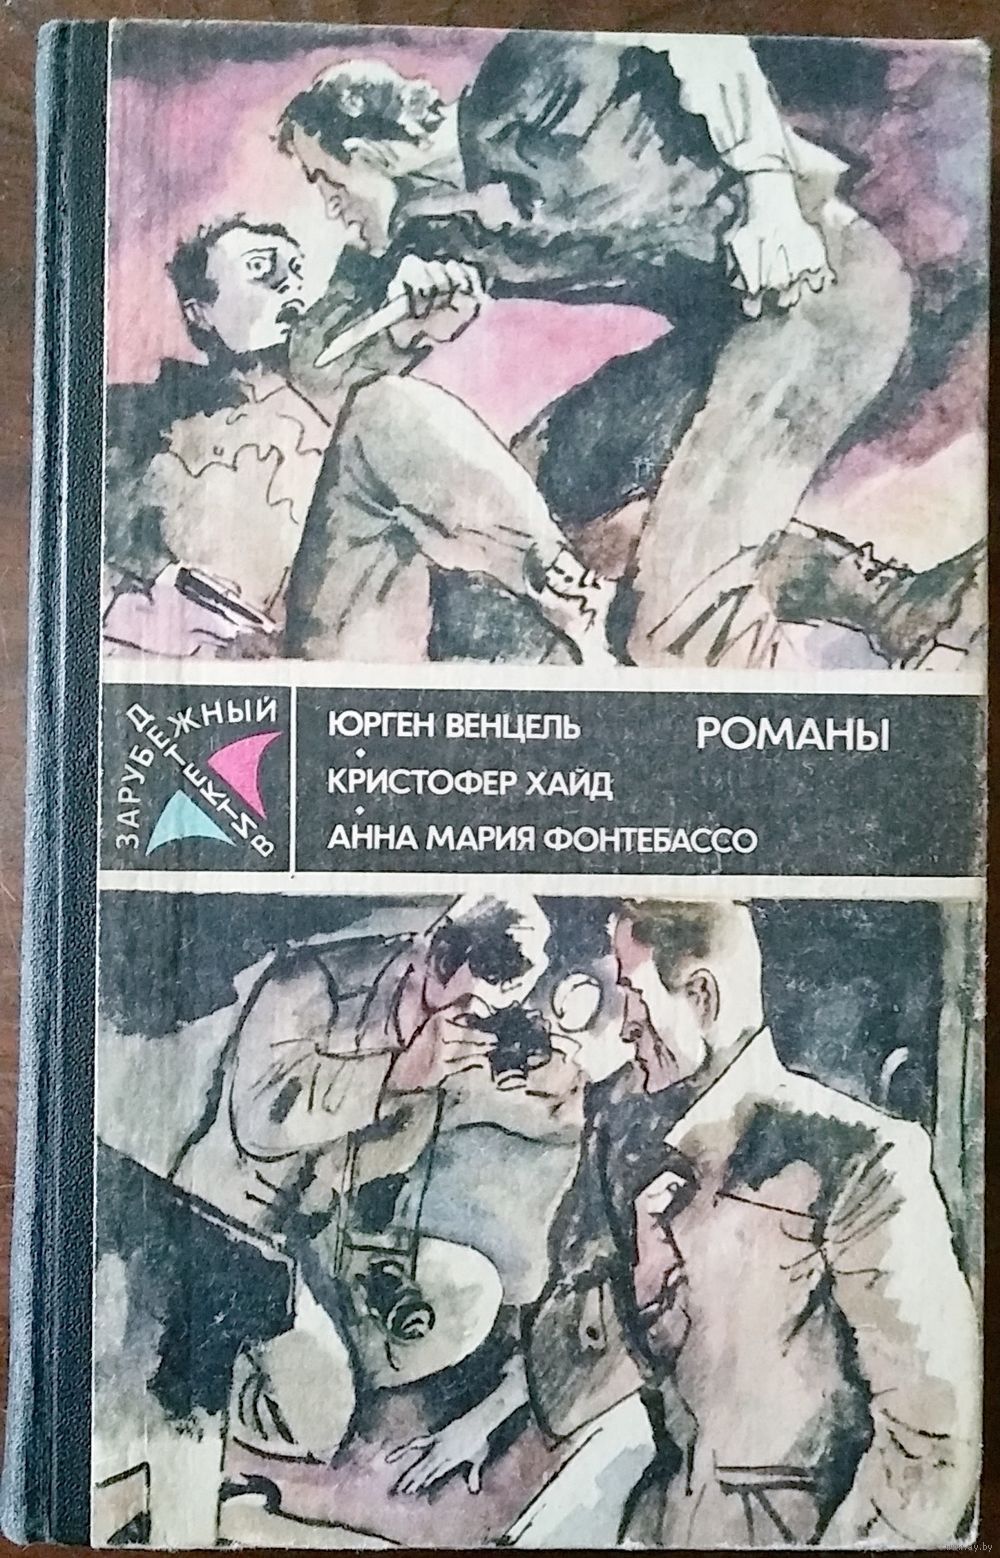 ЗАРУБЕЖНЫЙ
ДЕТЕКТИВ
ЮРГЕН ВЕНЦЕЛЬ
РОМАНЫ
КРИСТОФЕР ХАЙД
АННА МАРИЯ ФОНТЕБАССО